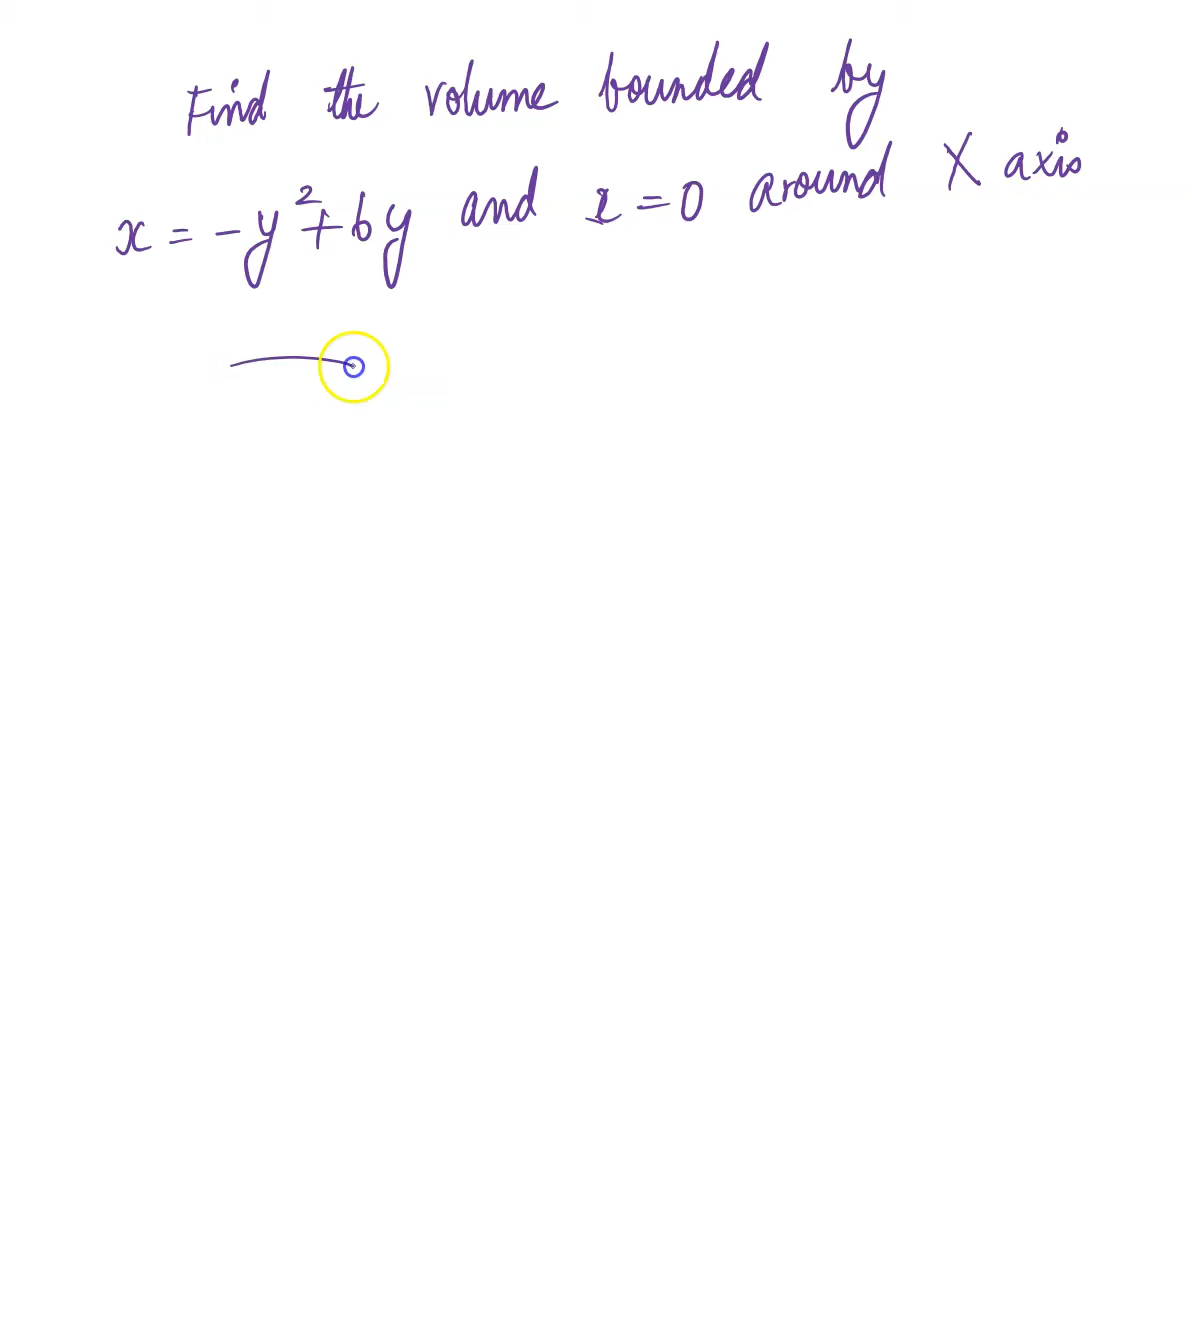 Find the volume bounded by
x = -y² + 6y and x = 0 around X axis